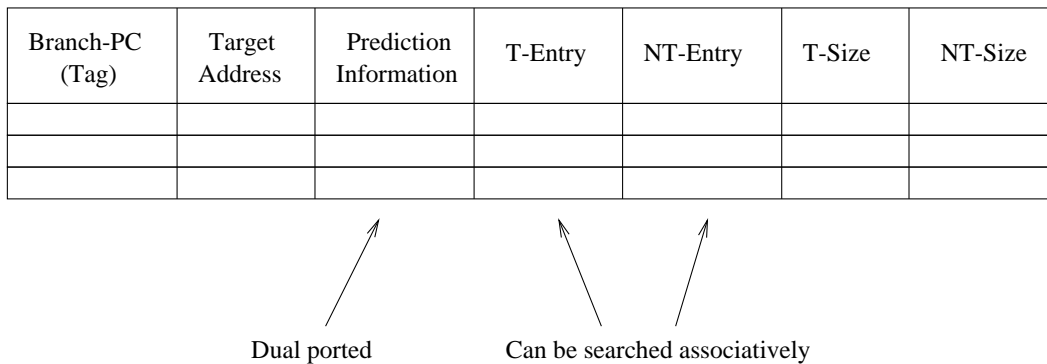 Branch-PC
(Tag)
Target
Address
Prediction
Information
T-Entry
NT-Entry
T-Size
NT-Size
Dual ported
Can be searched associatively